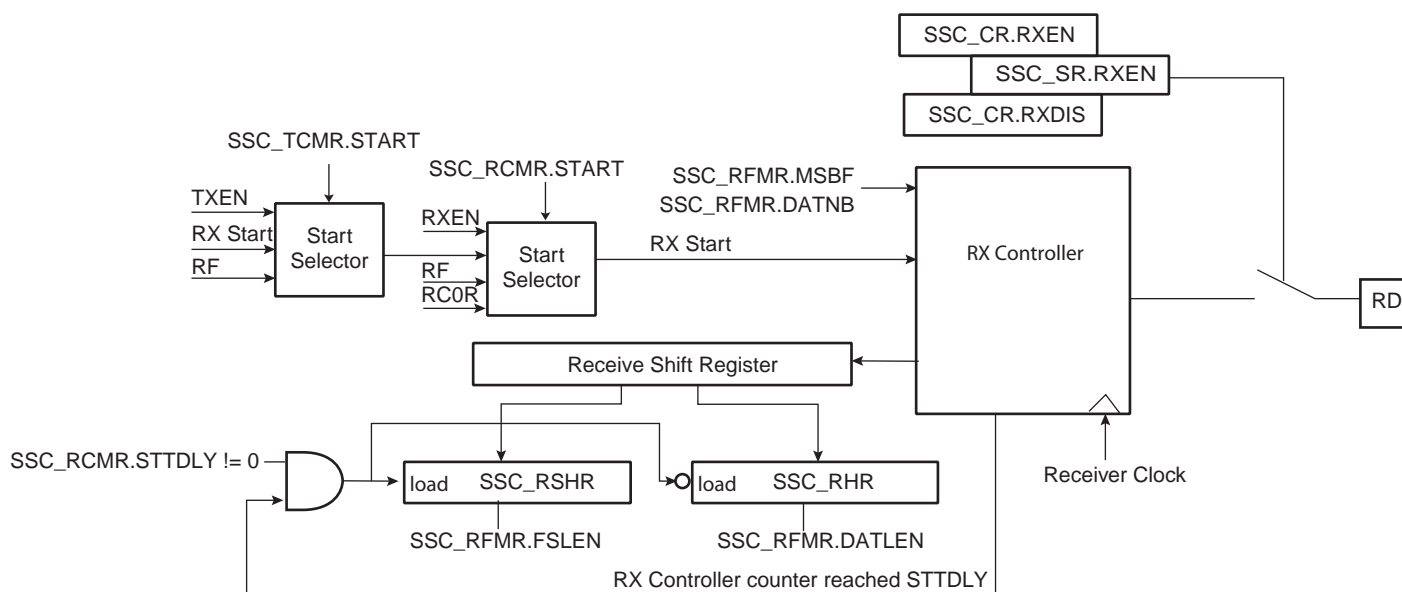 SSC_CR.RXEN
SSC_SR.RXEN
SSC_CR.RXDIS
SSC_TCMR.START
SSC_RCMR.START
SSC_RFMR.MSBF
SSC_RFMR.DATNB
TXEN
RX Start
RF
Start
Selector
RXEN
RF
RC0R
Start
Selector
RX Start
RX Controller
RD
Receive Shift Register
SSC_RCMR.STTDLY != 0
load SSC_RSHR
load SSC_RHR
Receiver Clock
SSC_RFMR.FSLEN
SSC_RFMR.DATLEN
RX Controller counter reached STTDLY